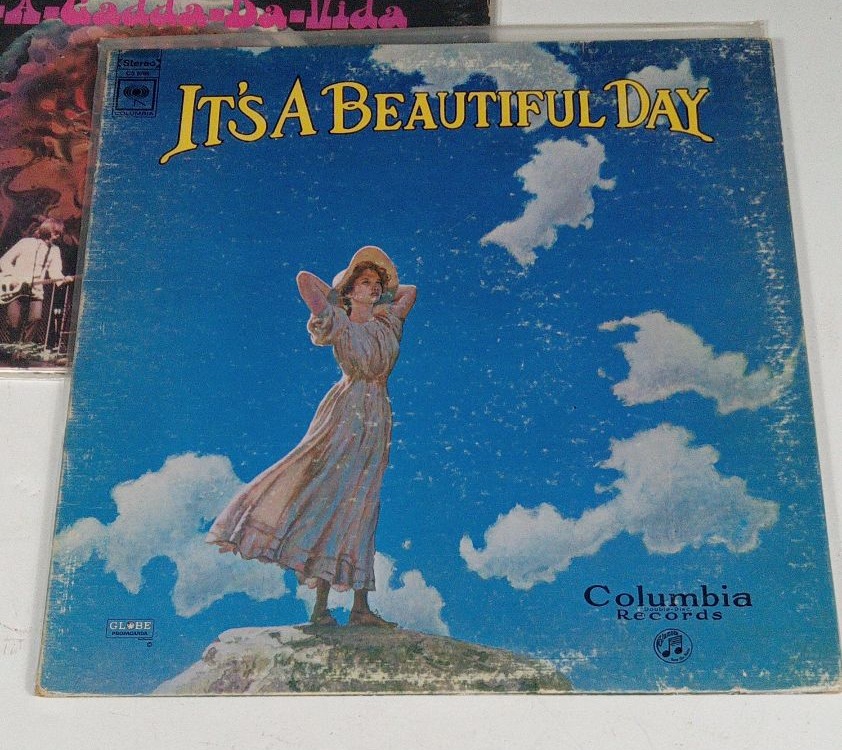 -A-Gadda-Da-Vida
Stereo
COLUMBIA
IT'S A BEAUTIFUL DAY
Columbia
Records
GLOBE
PROPAGANDA
©